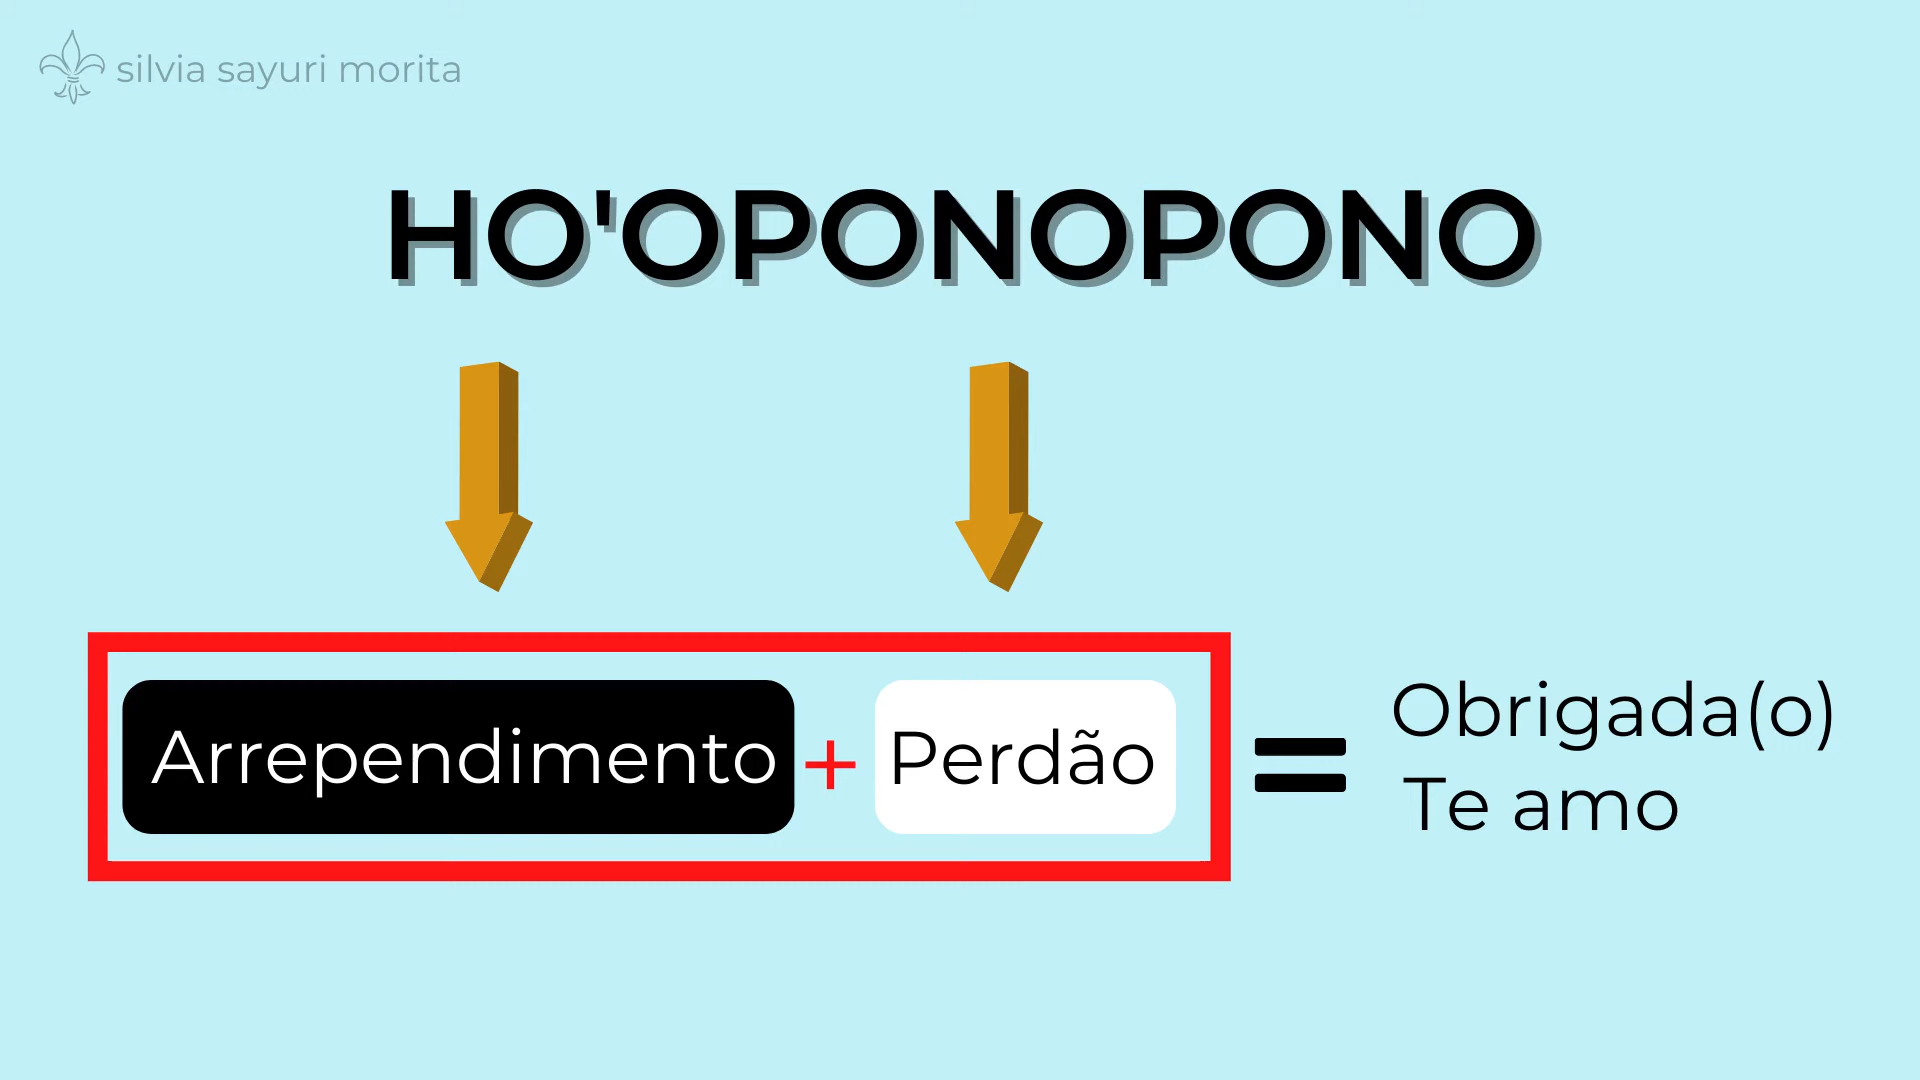 silvia sayuri morita
HO'OPONOPONO
Arrependimento + Perdão = Obrigada(o)
Te amo